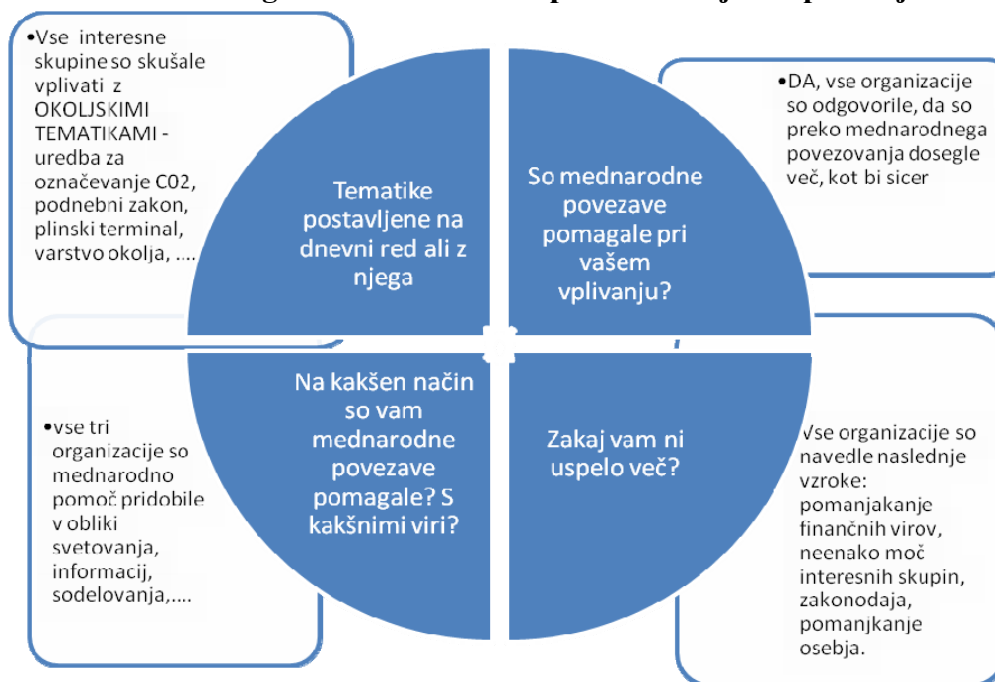 •Vse interesne
skupine so skušale
vplivati z
OKOLJSKIMI
TEMATIKAMI -
uredba za
označevanje C02,
podnebni zakon,
plinski terminal,
varstvo okolja, ....
Tematike
postavljene na
dnevni red ali z
njega
So mednarodne
povezave
pomagale pri
vašem
vplivanju?
•DA, vse organizacije
so odgovorile, da so
preko mednarodnega
povezovanja dosegle
več, kot bi sicer
•vse tri
organizacije so
mednarodno
pomoč pridobile
v obliki
svetovanja,
informacij,
sodelovanja,....
Na kakšen način
so vam
mednarodne
povezave
pomagale? S
kakšnimi viri?
Zakaj vam ni
uspelo več?
Vse organizacije so
navedle naslednje
vzroke:
pomanjakanje
finančnih virov,
neenako moč
interesnih skupin,
zakonodaja,
pomanjkanje
osebja.